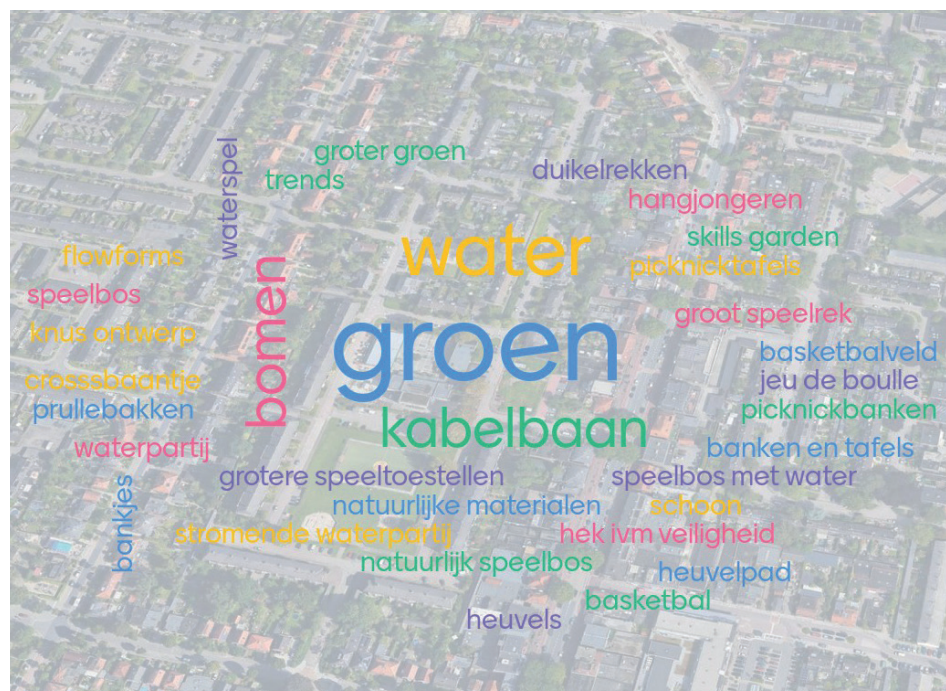 groter groen
duikelrekken
trends
waterspel
hangjongeren
skills garden
flowforms
water
picknicktafels
speelbos
bomen
groot speelrek
knus ontwerp
groen
basketbalveld
crosssbaantje
jeu de boulle
prullebakken
picknickbanken
kabelbaan
waterpartij
banken en tafels
grotere speeltoestellen
speelbos met water
bankjes
natuurlijke materialen
schoon
stromende waterpartij
hek ivm veiligheid
natuurlijk speelbos
heuvelpad
basketbal
heuvels